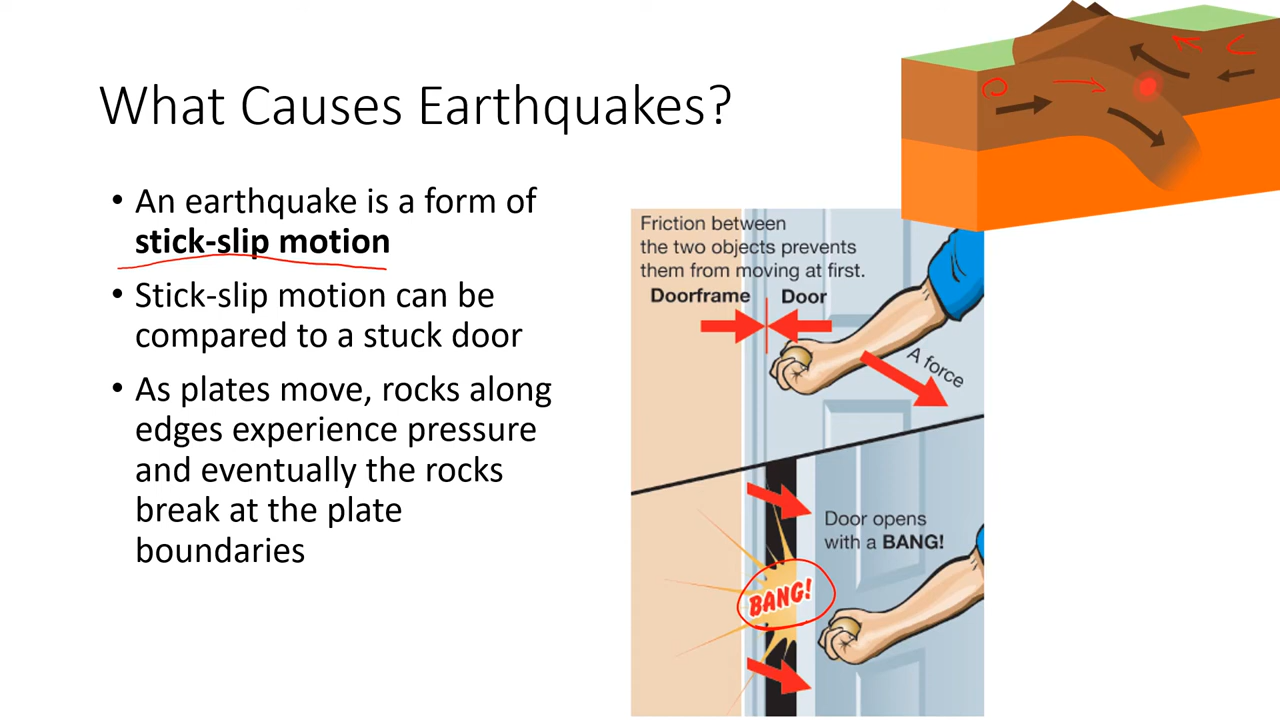 What Causes Earthquakes?
• An earthquake is a form of
stick-slip motion
• Stick-slip motion can be
compared to a stuck door
• As plates move, rocks along
edges experience pressure
and eventually the rocks
break at the plate
boundaries
Friction between
the two objects prevents
them from moving at first.
Doorframe Door
A force
Door opens
with a BANG!
BANG!